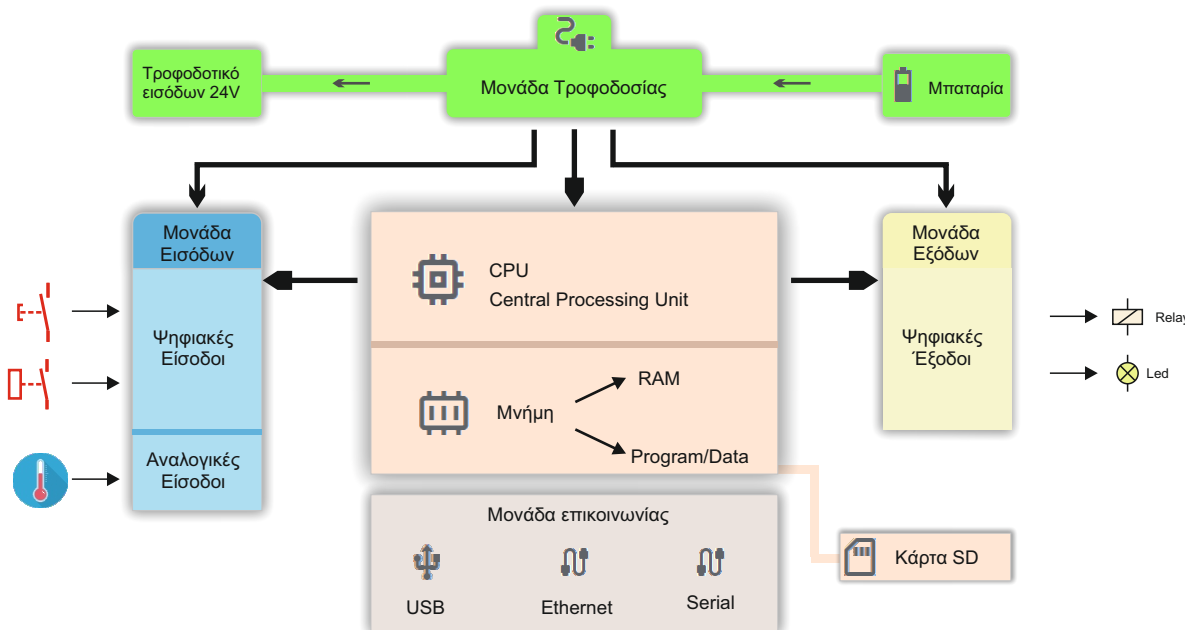 Τροφοδοτικό
εισόδων 24V
Μονάδα Τροφοδοσίας
Μπαταρία
Μονάδα
Εισόδων
Ψηφιακές
Είσοδοι
Αναλογικές
Είσοδοι
CPU
Central Processing Unit
Μνήμη
RAM
Program/Data
Μονάδα
Εξόδων
Ψηφιακές
Έξοδοι
Relay
Led
Μονάδα επικοινωνίας
USB
Ethernet
Serial
Κάρτα SD